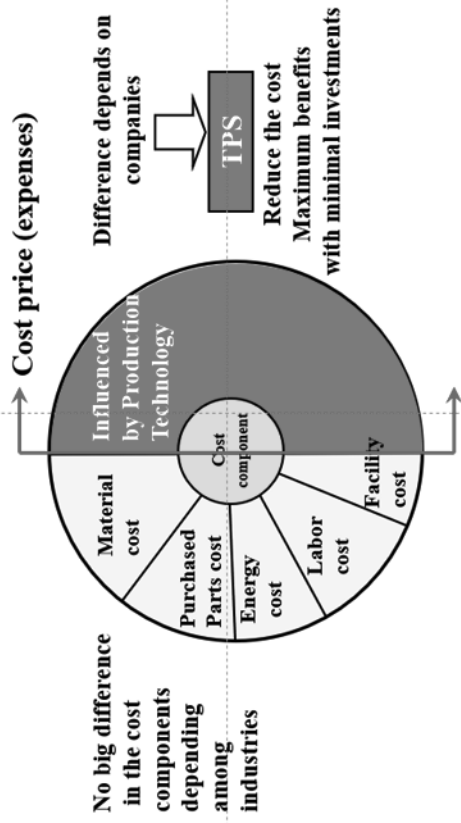 Cost price (expenses)
No big difference
in the cost
components
depending
among
industries
Material
cost
Purchased
Parts cost
Energy
cost
Labor
cost
Facility
cost
Cost
component
Influenced
by Production
Technology
Difference depends on
companies
TPS
Reduce the cost
Maximum benefits
with minimal investments